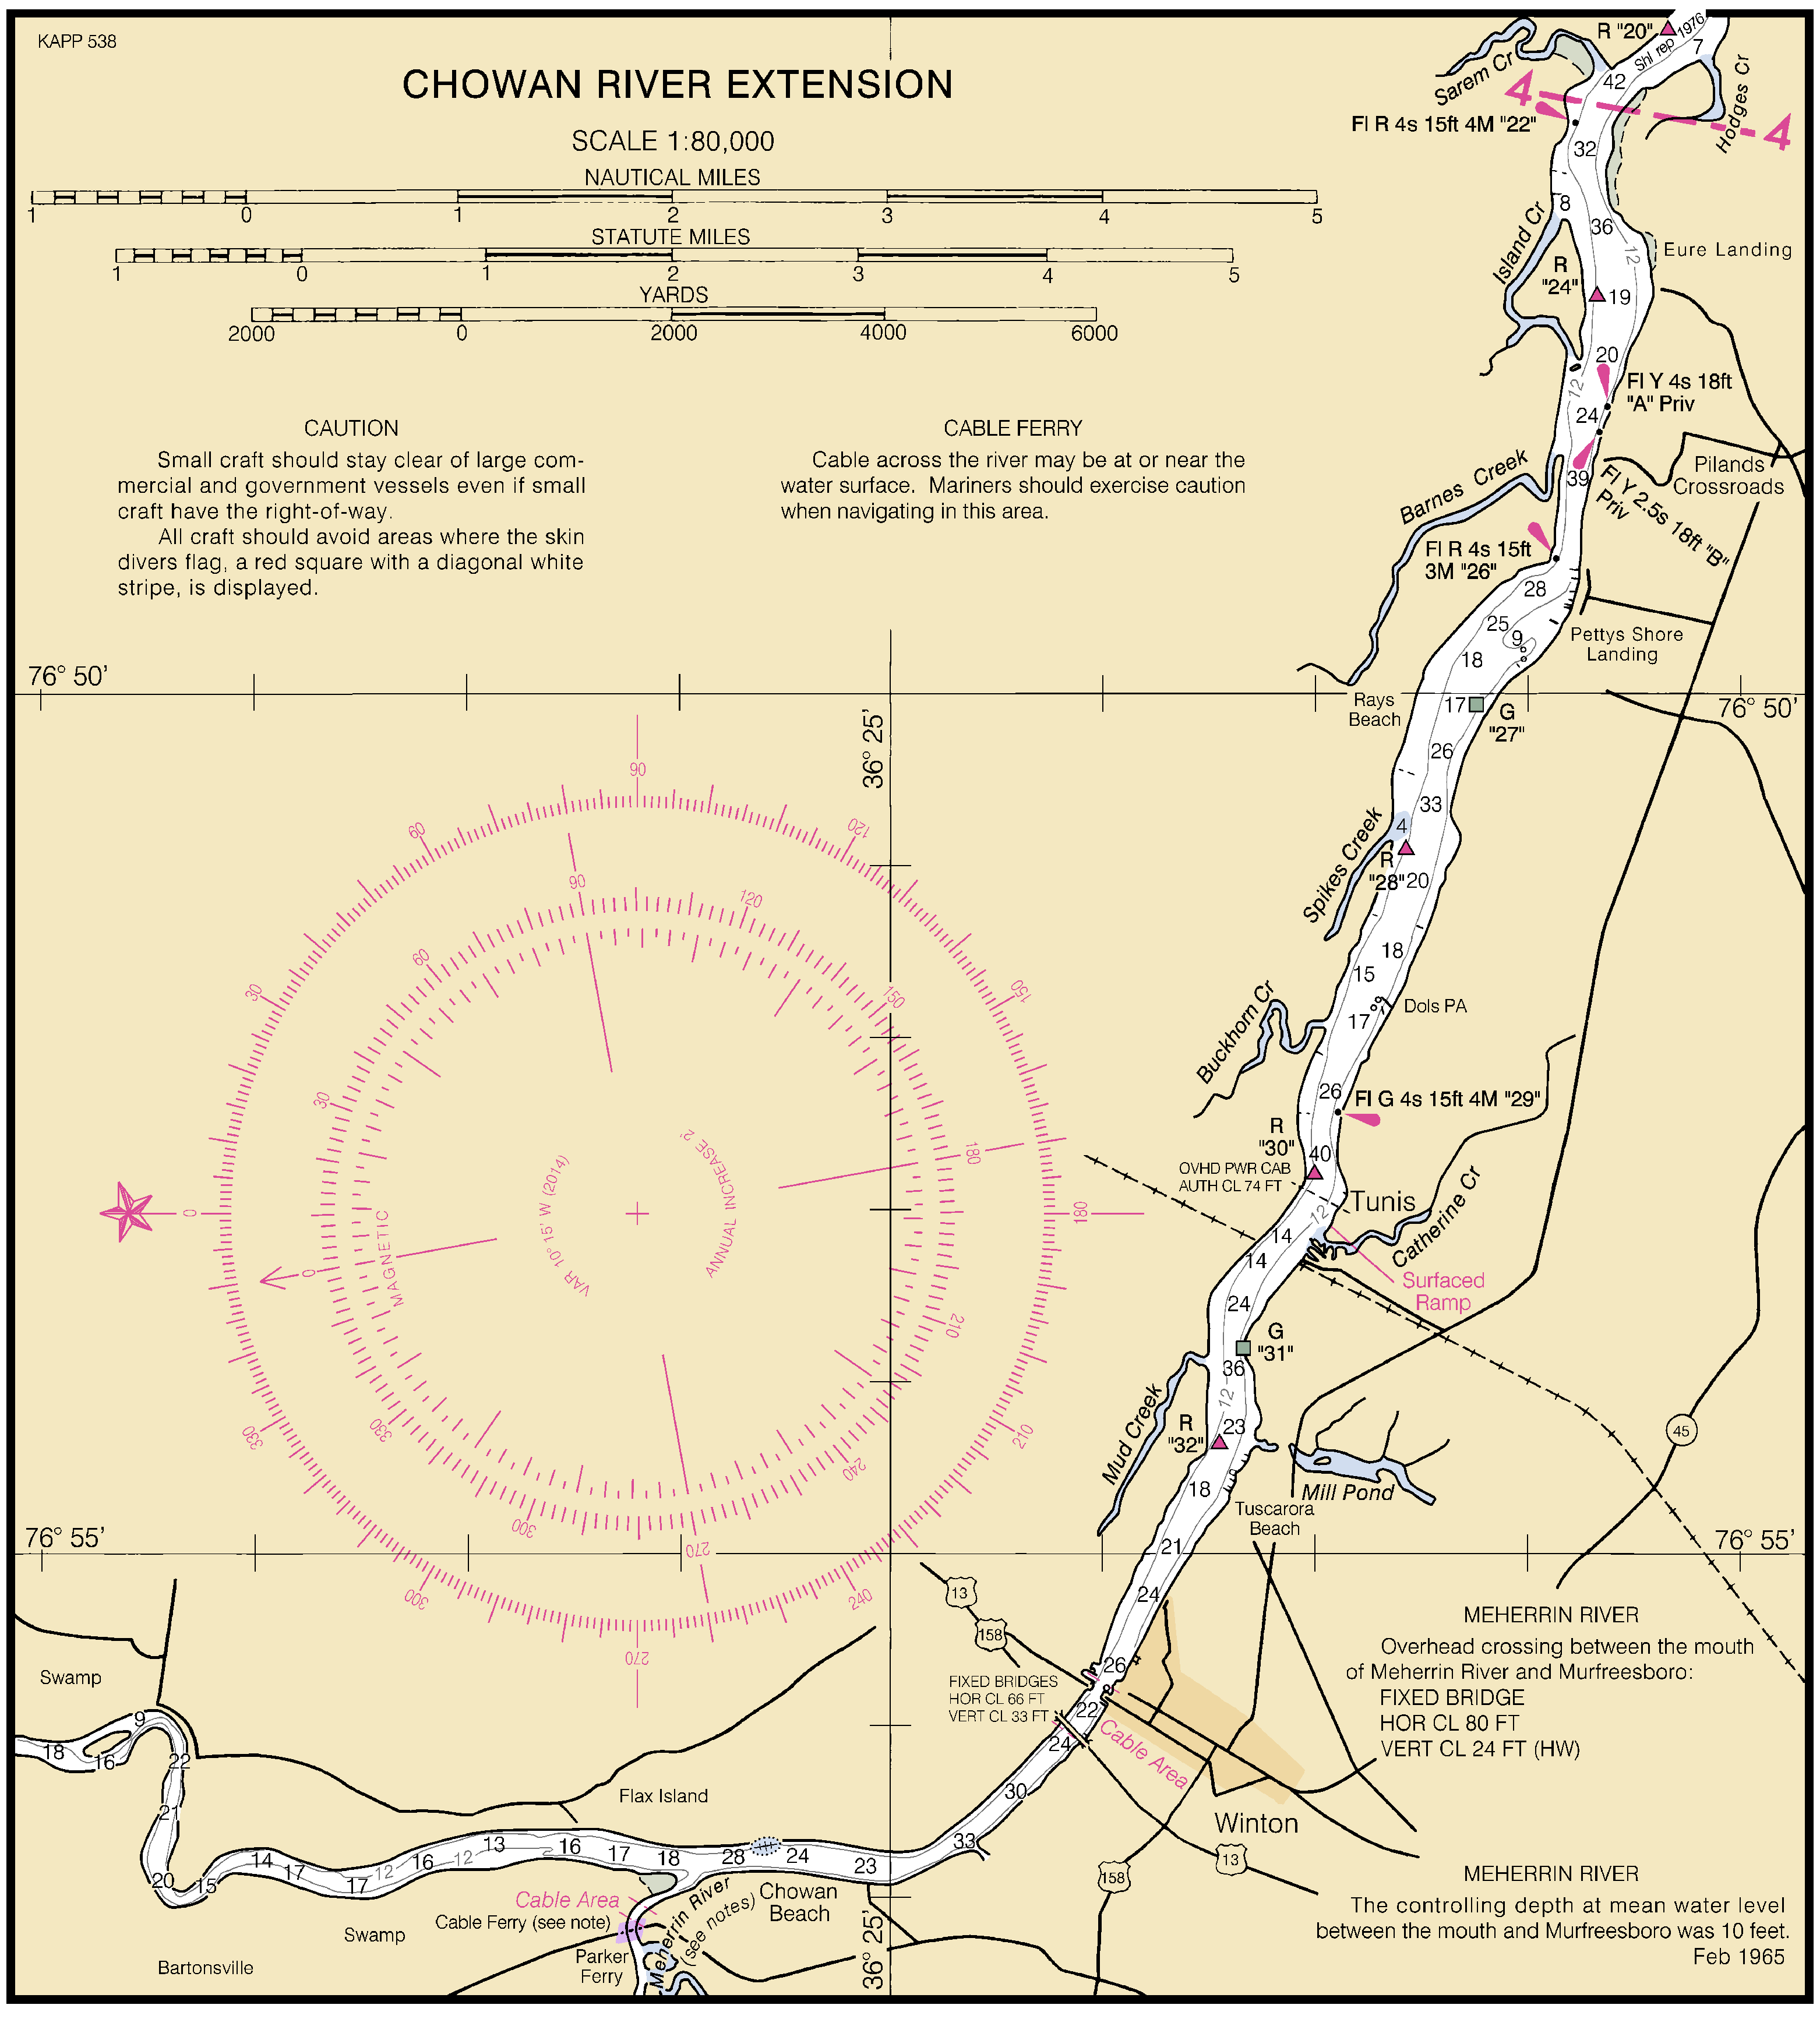 KAPP 538
CHOWAN RIVER EXTENSION
SCALE 1:80,000
NAUTICAL MILES
1 0 1 2 3 4 5
STATUTE MILES
1 0 1 2 3 4 5
YARDS
2000 0 2000 4000 6000
CAUTION
Small craft should stay clear of large com-
mercial and government vessels even if small
craft have the right-of-way.
All craft should avoid areas where the skin
divers flag, a red square with a diagonal white
stripe, is displayed.
CABLE FERRY
Cable across the river may be at or near the
water surface. Mariners should exercise caution
when navigating in this area.
R "20"
Shl rep 1976
7
Sarem Cr
42
Hodges Cr
4
4
Fl R 4s 15ft 4M "22"
32
8
Island Cr
36
12
Eure Landing
R
"24"
19
20
12
Fl Y 4s 18ft
"A" Priv
24
Barnes Creek
39
Fl Y 2.5s 18ft "B"
Priv
Pilands
Crossroads
Fl R 4s 15ft
3M "26"
28
25
9
18
Pettys Shore
Landing
76° 50'
76° 50'
Rays
Beach
17
G
"27"
26
36° 25'
33
4
Spikes Creek
R
"28"
20
18
15
Dols PA
17
Buckhorn Cr
26
Fl G 4s 15ft 4M "29"
R
"30"
40
OVHD PWR CAB
AUTH CL 74 FT
Tunis
12
Catherine Cr
14
14
Surfaced
Ramp
24
G
"31"
36
12
Mud Creek
R
"32"
23
45
18
Mill Pond
Tuscarora
Beach
21
24
0 30 60 90 120 150 180 210 240 270 300 330
0 30 60 90 120 150 180 210 240 270 300 330
MAGNETIC
VAR 10° 15' W (2014)
ANNUAL INCREASE 2'
76° 55'
76° 55'
13
158
26
FIXED BRIDGES
HOR CL 66 FT
VERT CL 33 FT
22
24
Cable Area
30
33
Winton
13
158
MEHERRIN RIVER
Overhead crossing between the mouth
of Meherrin River and Murfreesboro:
FIXED BRIDGE
HOR CL 80 FT
VERT CL 24 FT (HW)
MEHERRIN RIVER
The controlling depth at mean water level
between the mouth and Murfreesboro was 10 feet.
Feb 1965
Swamp
18
16
9
22
21
20
15
14
17
17
12
16
12
13
16
17
18
28
24
23
Flax Island
Cable Area
Cable Ferry (see note)
Meherrin River
(see notes)
Chowan
Beach
Swamp
Bartonsville
Parker
Ferry
36° 25'